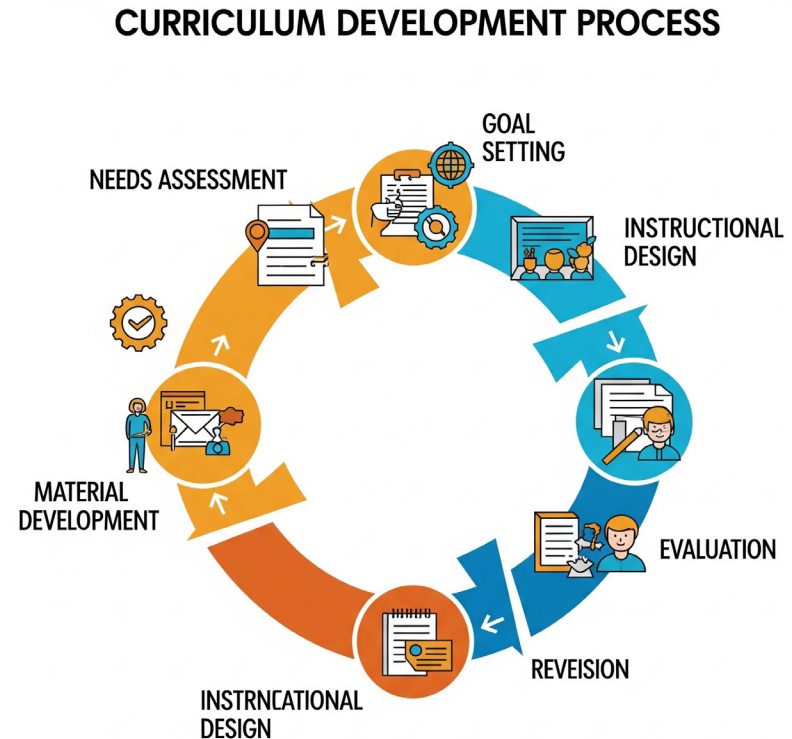 CURRICULUM DEVELOPMENT PROCESS
GOAL
SETTING
NEEDS ASSESSMENT
INSTRUCTIONAL
DESIGN
MATERIAL
DEVELOPMENT
EVALUATION
REVEISION
INSTRNCATIONAL
DESIGN